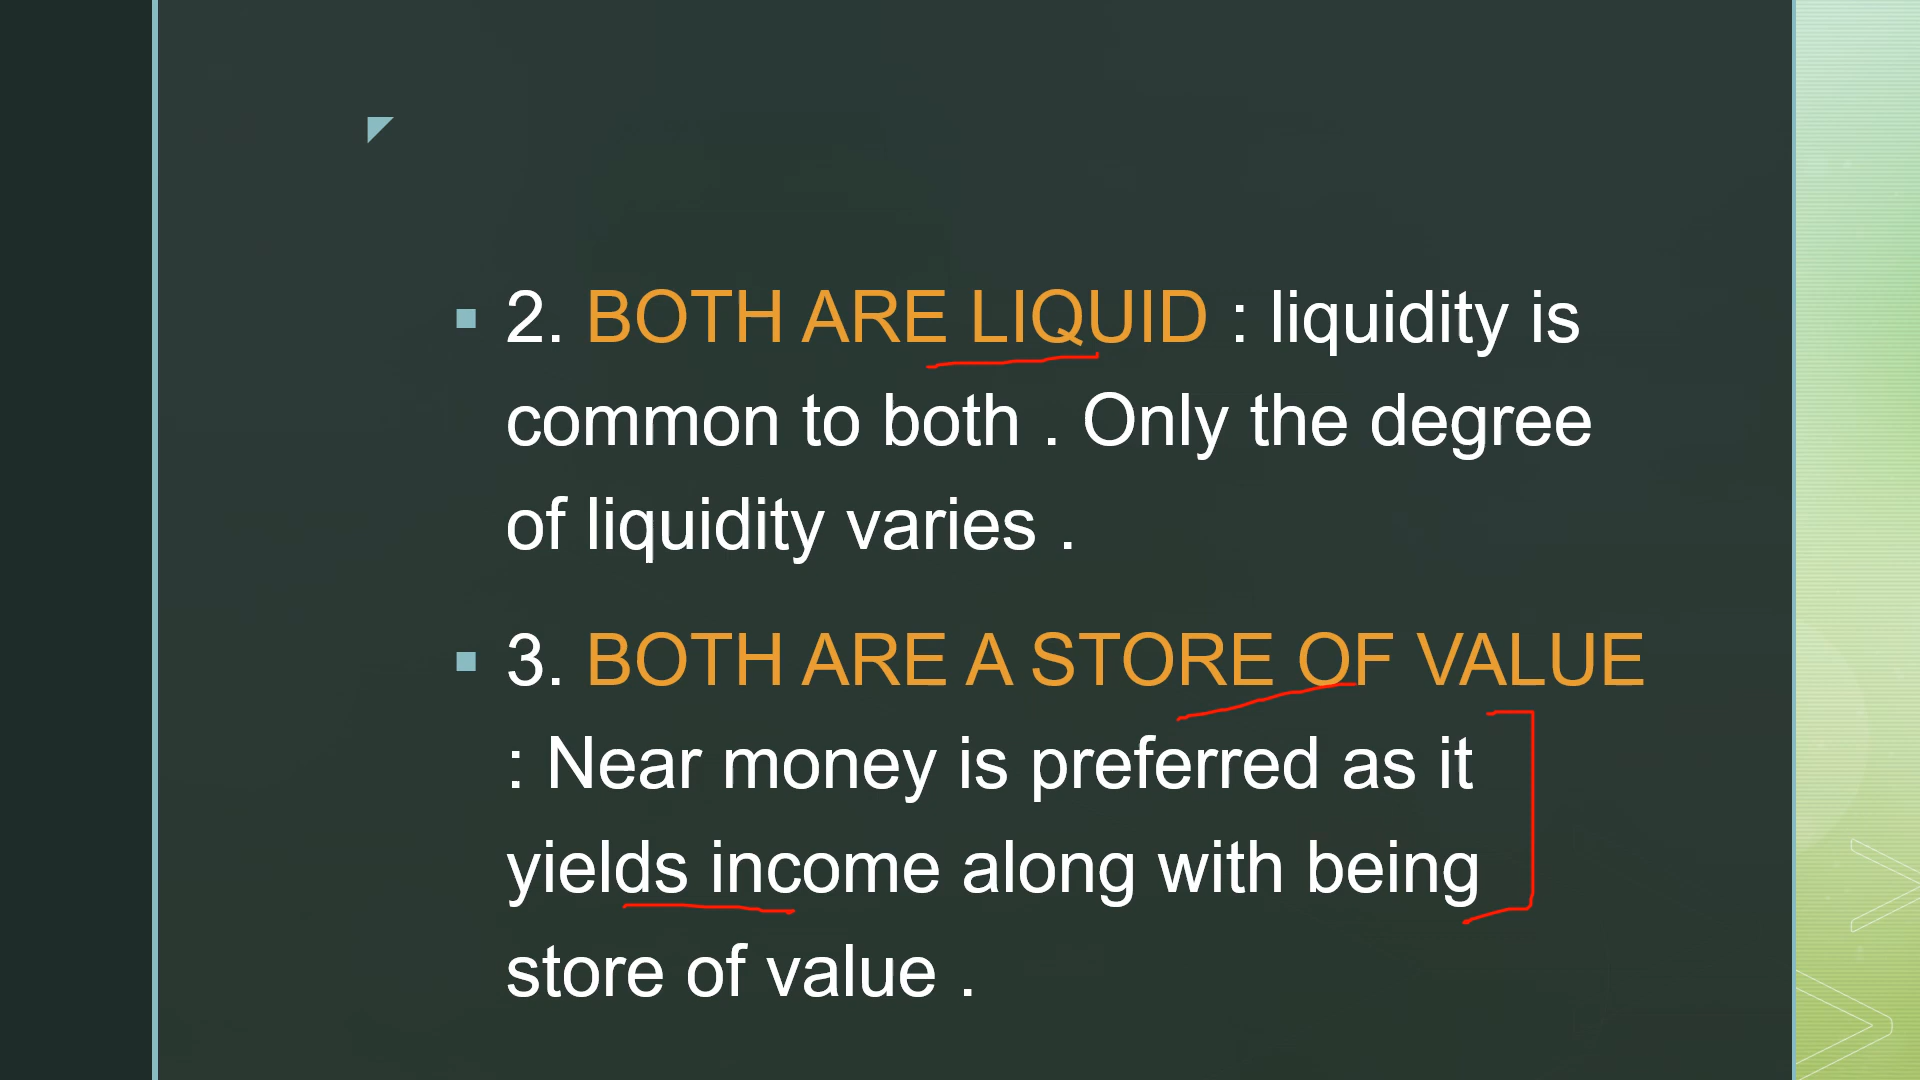 2. BOTH ARE LIQUID : liquidity is
common to both . Only the degree
of liquidity varies .
3. BOTH ARE A STORE OF VALUE
: Near money is preferred as it
yields income along with being
store of value .